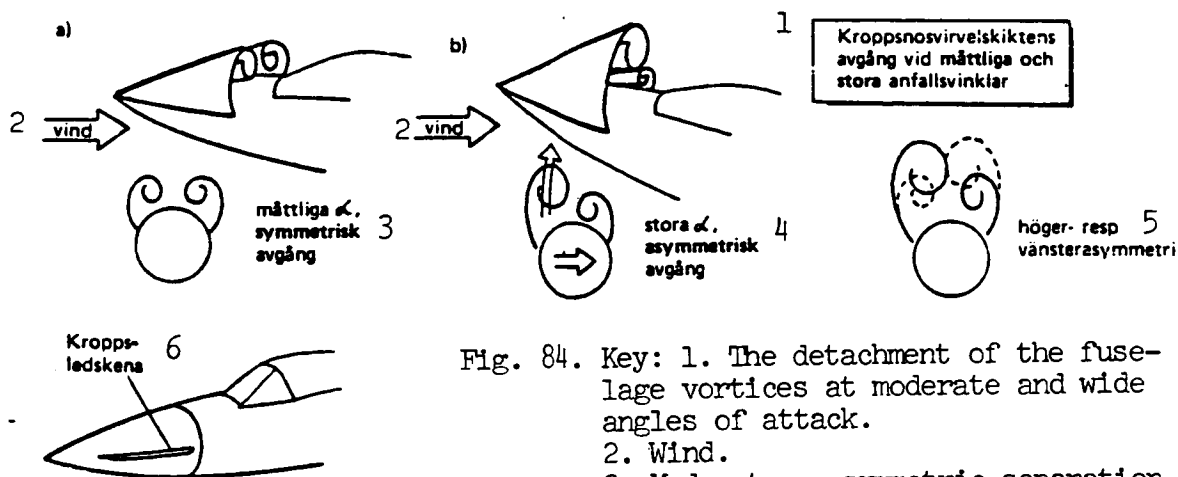 a)
2 vind
måttliga α,
symmetrisk 3
avgång
b)
2 vind
stora α,
asymmetrisk 4
avgång
1
Kroppsnosvirvelskiktens
avgång vid måttliga och
stora anfallsvinklar
höger- resp 5
vänsterasymmetri
Kropps- 6
ledskena
Fig. 84. Key: 1. The detachment of the fuse-
lage vortices at moderate and wide
angles of attack.
2. Wind.
symmetric separation